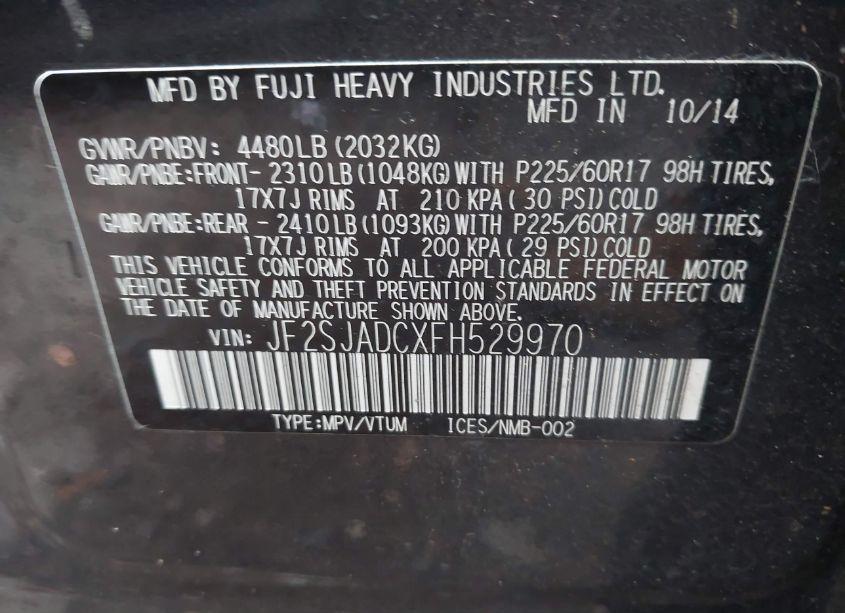 MFD BY FUJI HEAVY INDUSTRIES LTD.
MFD IN 10/14
GVWR/PNBV: 4480LB (2032KG)
GAWR/PNBE:FRONT- 2310LB (1048KG) WITH P225/60R17 98H TIRES,
17X7J RIMS AT 210 KPA ( 30 PSI) COLD
GAWR/PNBE:REAR - 2410LB (1093KG) WITH P225/60R17 98H TIRES,
17X7J RIMS AT 200 KPA ( 29 PSI) COLD
THIS VEHICLE CONFORMS TO ALL APPLICABLE FEDERAL MOTOR
VEHICLE SAFETY AND THEFT PREVENTION STANDARDS IN EFFECT ON
THE DATE OF MANUFACTURE SHOWN ABOVE.
VIN: JF2SJADCXFH529970
TYPE:MPV/VTUM ICES/NMB-002